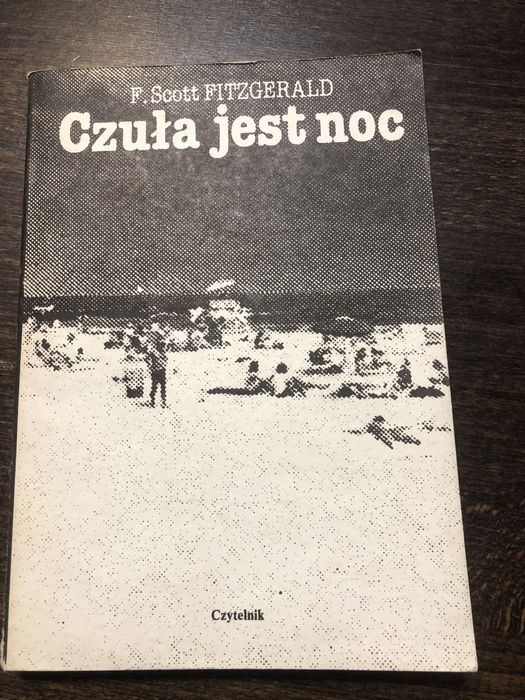 F. Scott FITZGERALD
Czuła jest noc
Czytelnik